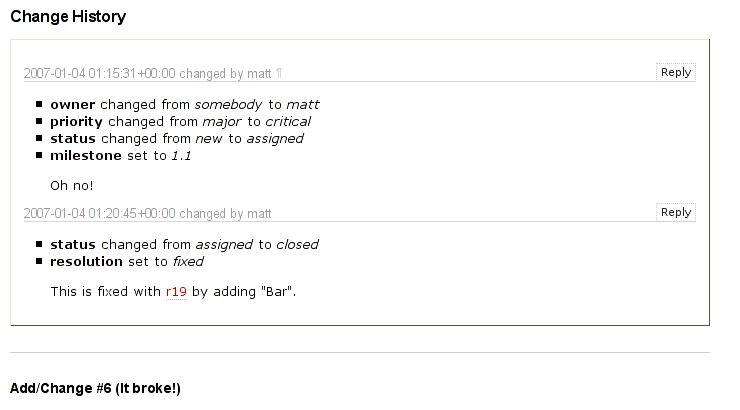 Change History
2007-01-04 01:15:31+00:00 changed by matt ¶
Reply
owner changed from somebody to matt
priority changed from major to critical
status changed from new to assigned
milestone set to 1.1
Oh no!
2007-01-04 01:20:45+00:00 changed by matt
Reply
status changed from assigned to closed
resolution set to fixed
This is fixed with r19 by adding "Bar".
Add/Change #6 (It broke!)